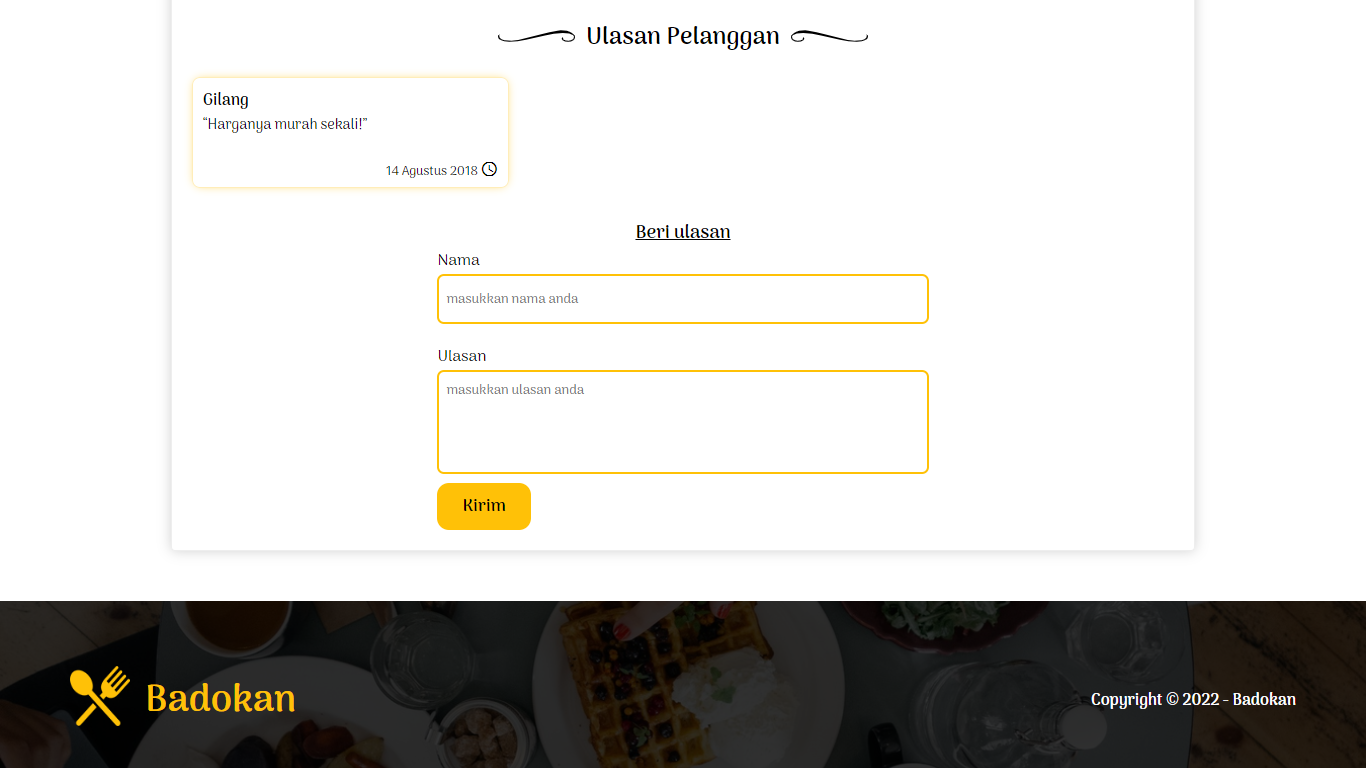 Ulasan Pelanggan
Gilang
“Harganya murah sekali!”
14 Agustus 2018
Beri ulasan
Nama
masukkan nama anda
Ulasan
masukkan ulasan anda
Kirim
Badokan
Copyright © 2022 - Badokan